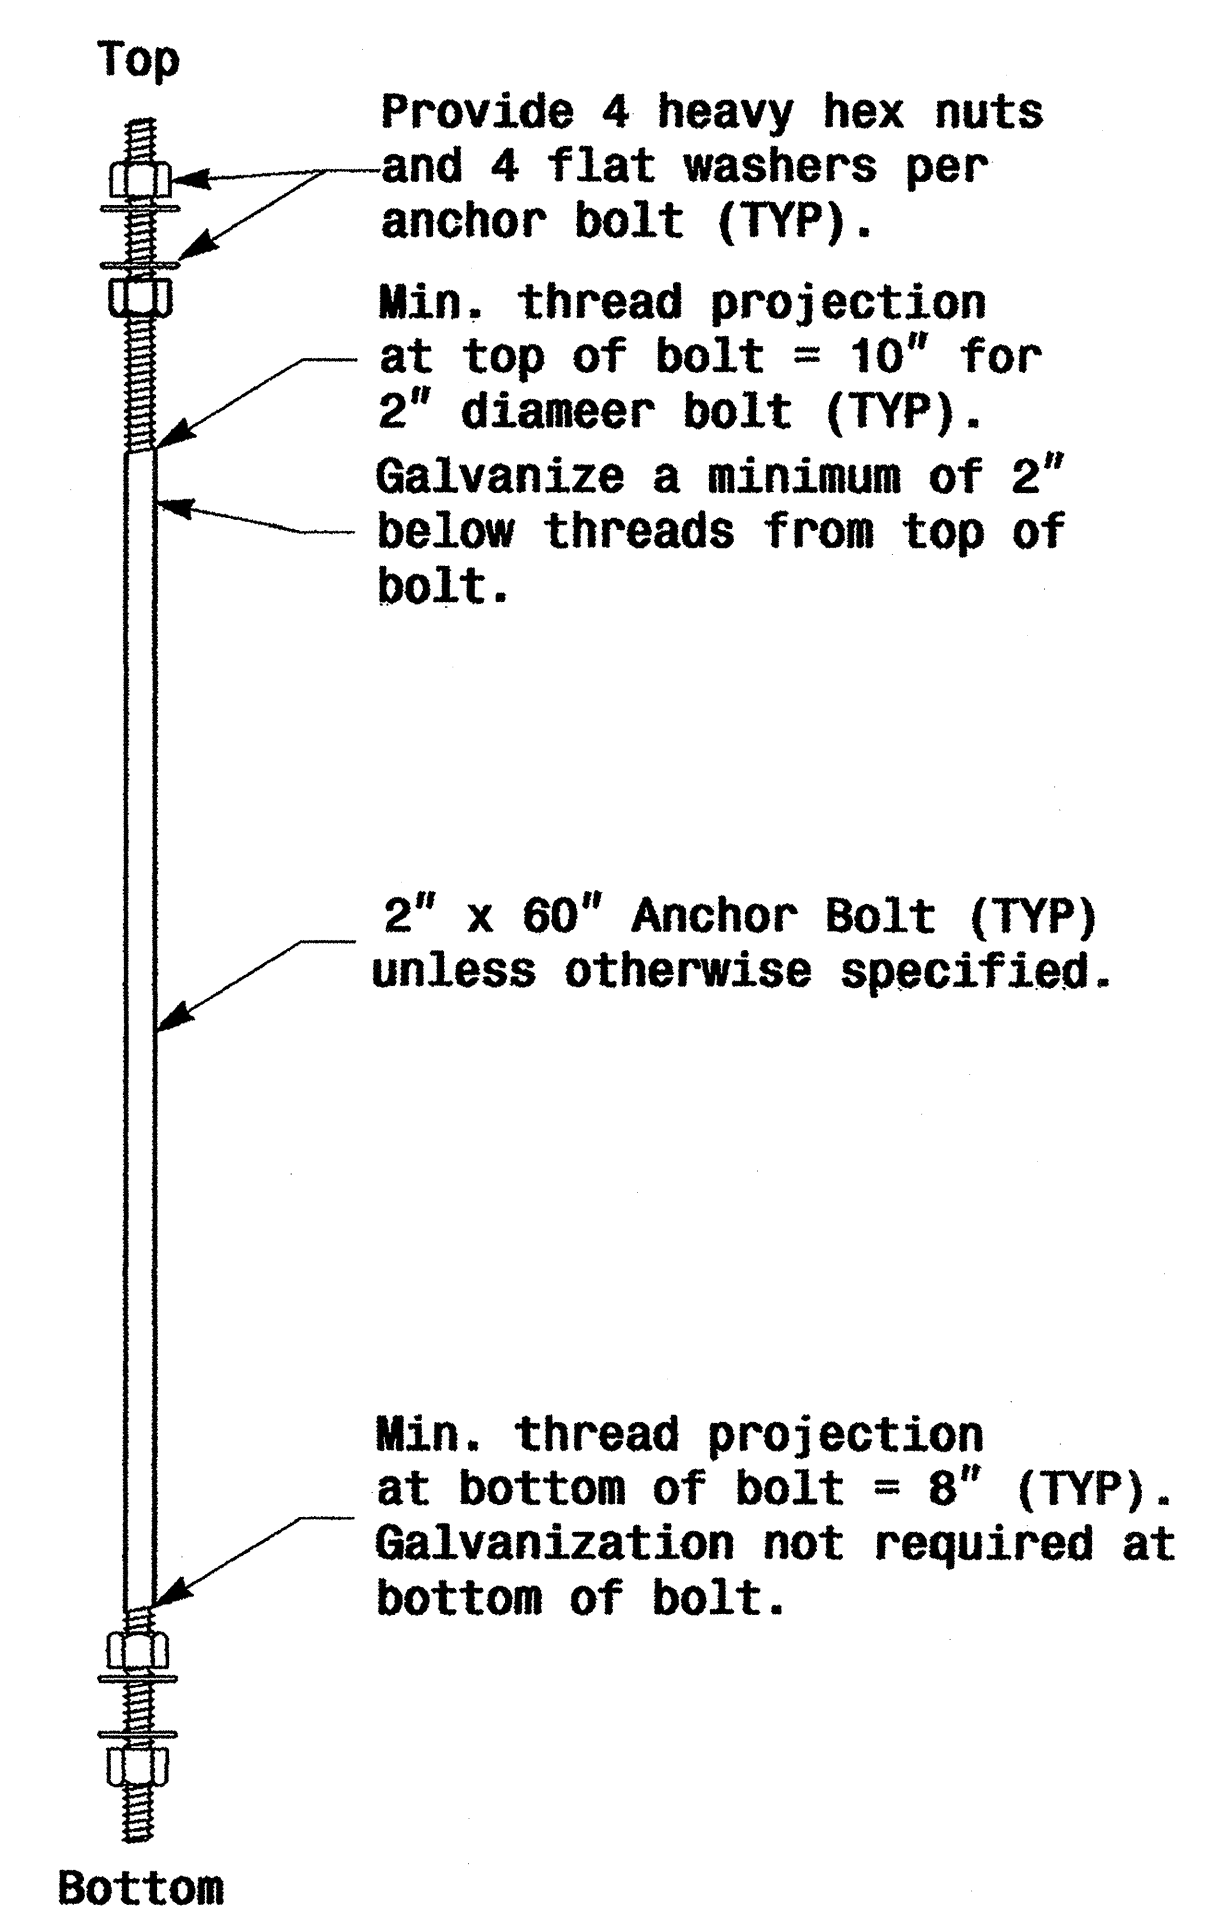 Top
Provide 4 heavy hex nuts
and 4 flat washers per
anchor bolt (TYP).
Min. thread projection
at top of bolt = 10" for
2" diameer bolt (TYP).
Galvanize a minimum of 2"
below threads from top of
bolt.
2" x 60" Anchor Bolt (TYP)
unless otherwise specified.
Min. thread projection
at bottom of bolt = 8" (TYP).
Galvanization not required at
bottom of bolt.
Bottom